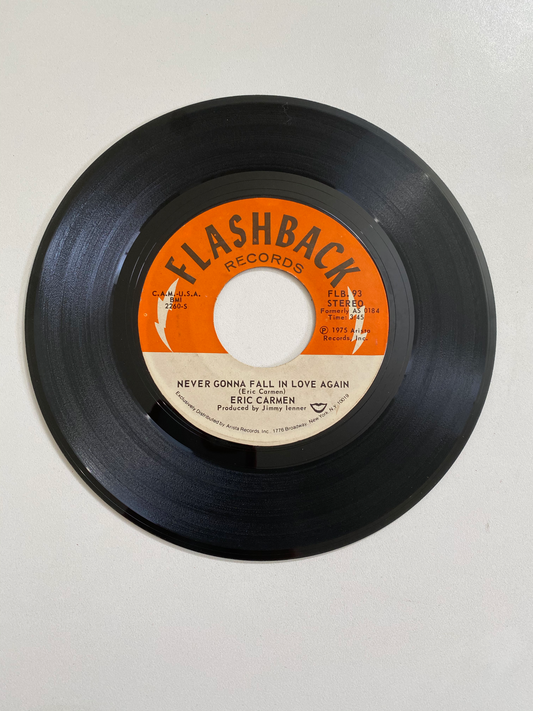 FLASHBACK
RECORDS
C.A.M.-U.S.A.
BMI
2260-S
FLB. 93
STEREO
Formerly AS 0184
Time: 3:45
Ⓟ 1975 Arista
Records, Inc.
NEVER GONNA FALL IN LOVE AGAIN
(Eric Carmen)
ERIC CARMEN
Produced by Jimmy Ienner
Exclusively Distributed by Arista Records, Inc. 1776 Broadway, New York, N.Y. 10019